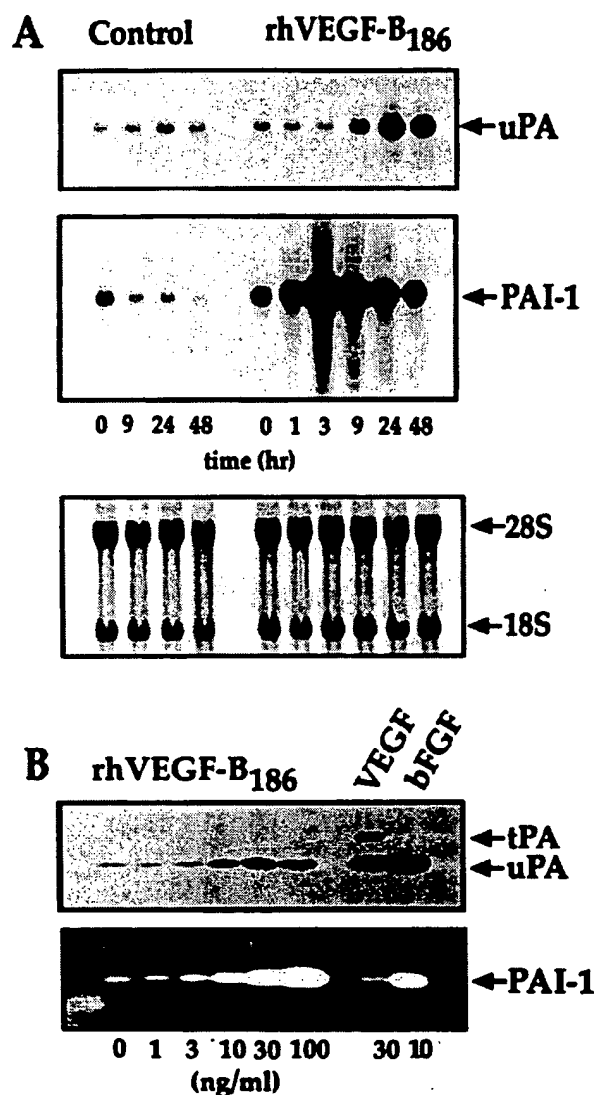 A
Control rhVEGF-B186
uPA
PAI-1
0 9 24 48 0 1 3 9 24 48
time (hr)
28S
18S
B
rhVEGF-B186 VEGF bFGF
tPA
uPA
PAI-1
0 1 3 10 30 100 30 10
(ng/ml)